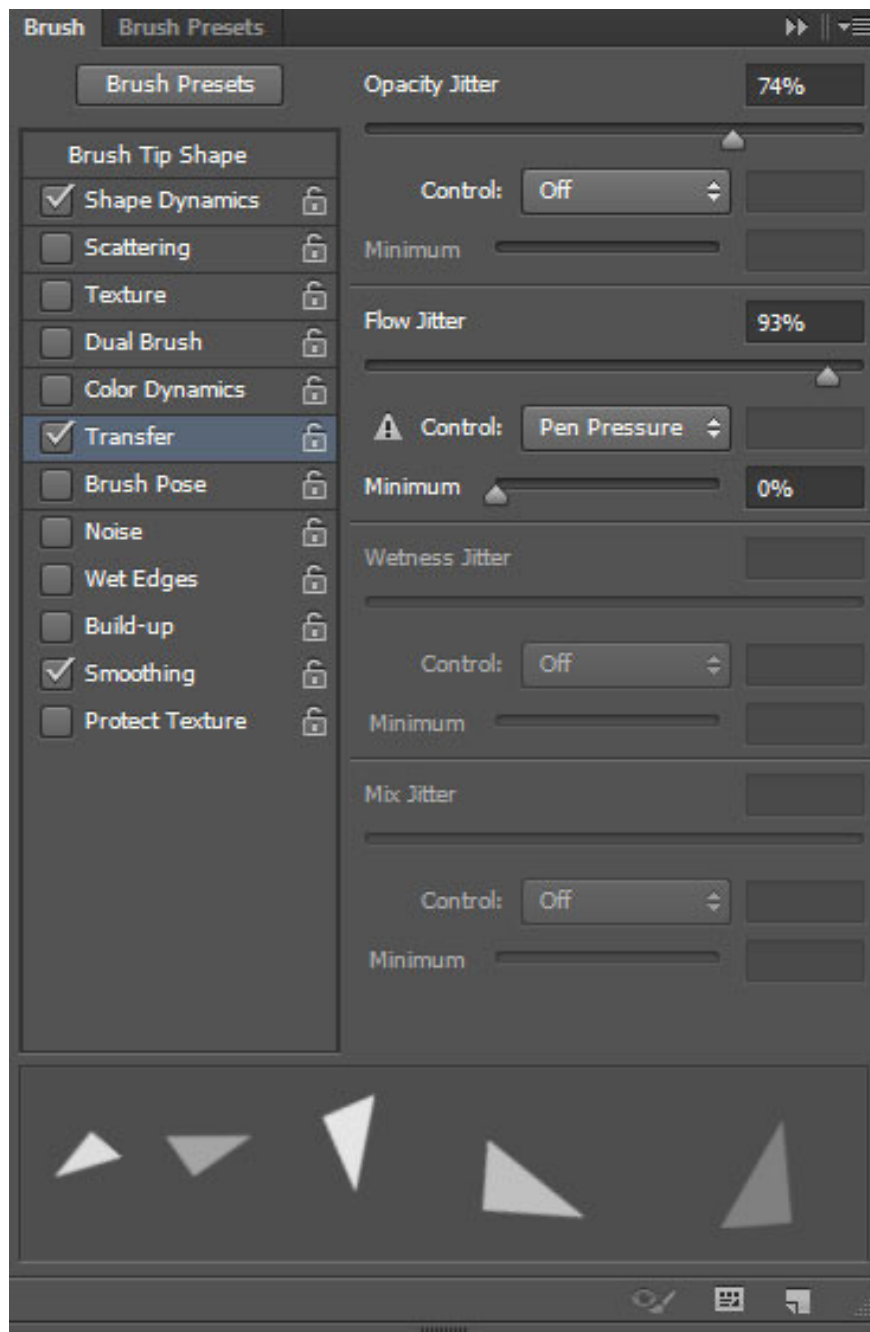 Brush Brush Presets
Brush Presets
Brush Tip Shape
Shape Dynamics
Scattering
Texture
Dual Brush
Color Dynamics
Transfer
Brush Pose
Noise
Wet Edges
Build-up
Smoothing
Protect Texture
Opacity Jitter 74%
Control: Off
Minimum
Flow Jitter 93%
Control: Pen Pressure
Minimum 0%
Wetness Jitter
Control: Off
Minimum
Mix Jitter
Control: Off
Minimum